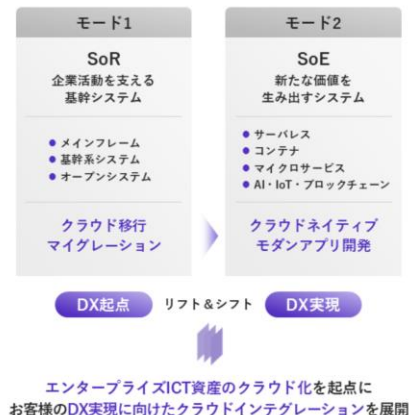 モード1
SoR
企業活動を支える
基幹システム
● メインフレーム
● 基幹系システム
● オープンシステム
クラウド移行
マイグレーション
モード2
SoE
新たな価値を
生み出すシステム
● サーバレス
● コンテナ
● マイクロサービス
● AI・IoT・ブロックチェーン
クラウドネイティブ
モダンアプリ開発
DX起点 リフト＆シフト DX実現
エンタープライズICT資産のクラウド化を起点に
お客様のDX実現に向けたクラウドインテグレーションを展開